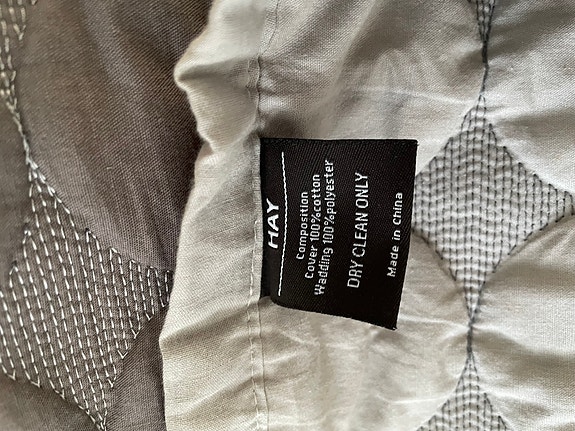 HAY
Composition
Cover 100%cotton
Wadding 100%polyester
DRY CLEAN ONLY
Made in China